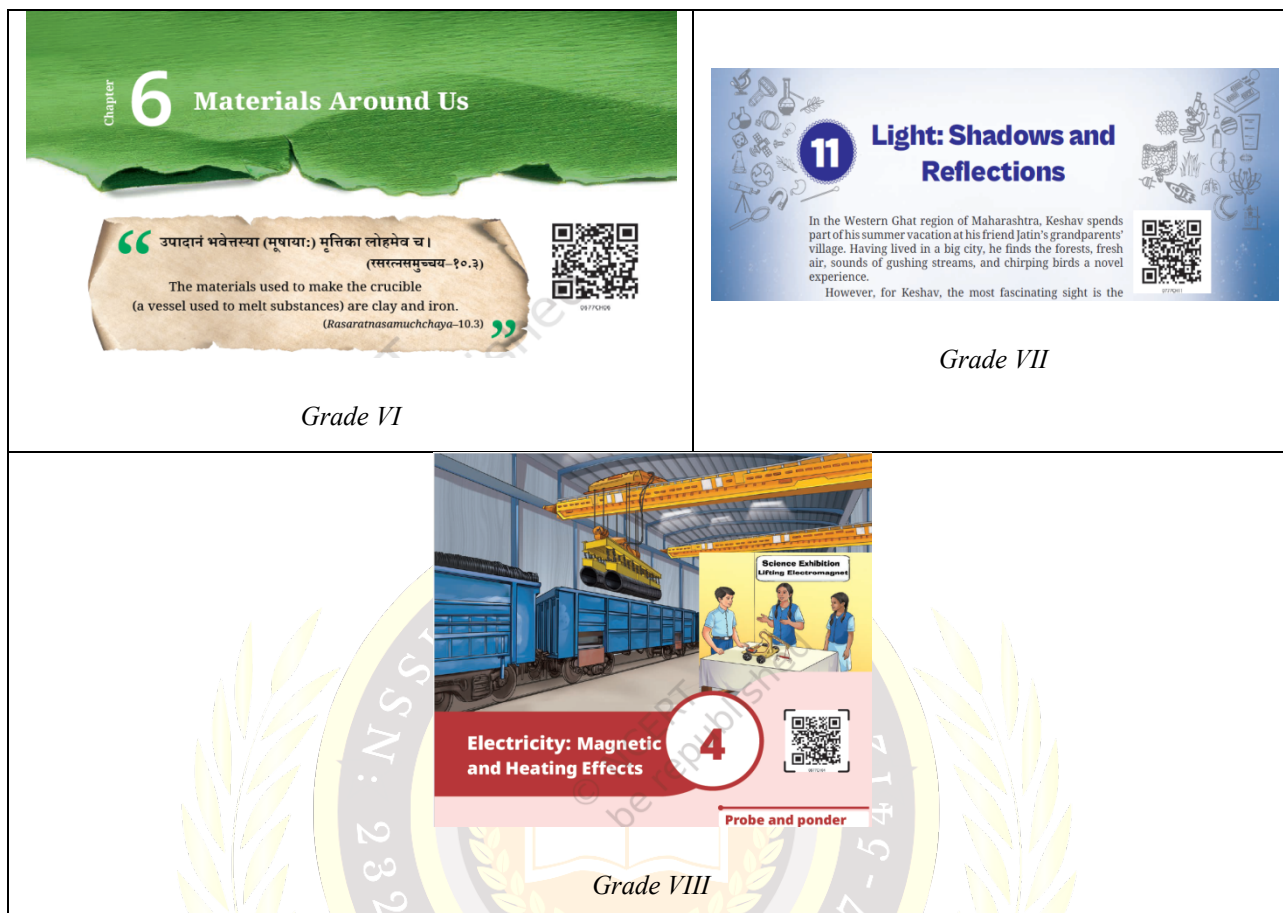 Chapter
6 Materials Around Us
“ उपादानं भवेत्तस्या (मूषाया:) मृत्तिका लोहमेव च।
(रसरत्नसमुच्चय–१०.३)
The materials used to make the crucible
(a vessel used to melt substances) are clay and iron.
(Rasaratnasamuchchaya–10.3) ”
Grade VI
11 Light: Shadows and
Reflections
In the Western Ghat region of Maharashtra, Keshav spends
part of his summer vacation at his friend Jatin's grandparents'
village. Having lived in a big city, he finds the forests, fresh
air, sounds of gushing streams, and chirping birds a novel
experience.
However, for Keshav, the most fascinating sight is the
Grade VII
Science Exhibition
Lifting Electromagnet
Electricity: Magnetic
and Heating Effects
4
be republished
Probe and ponder
Grade VIII